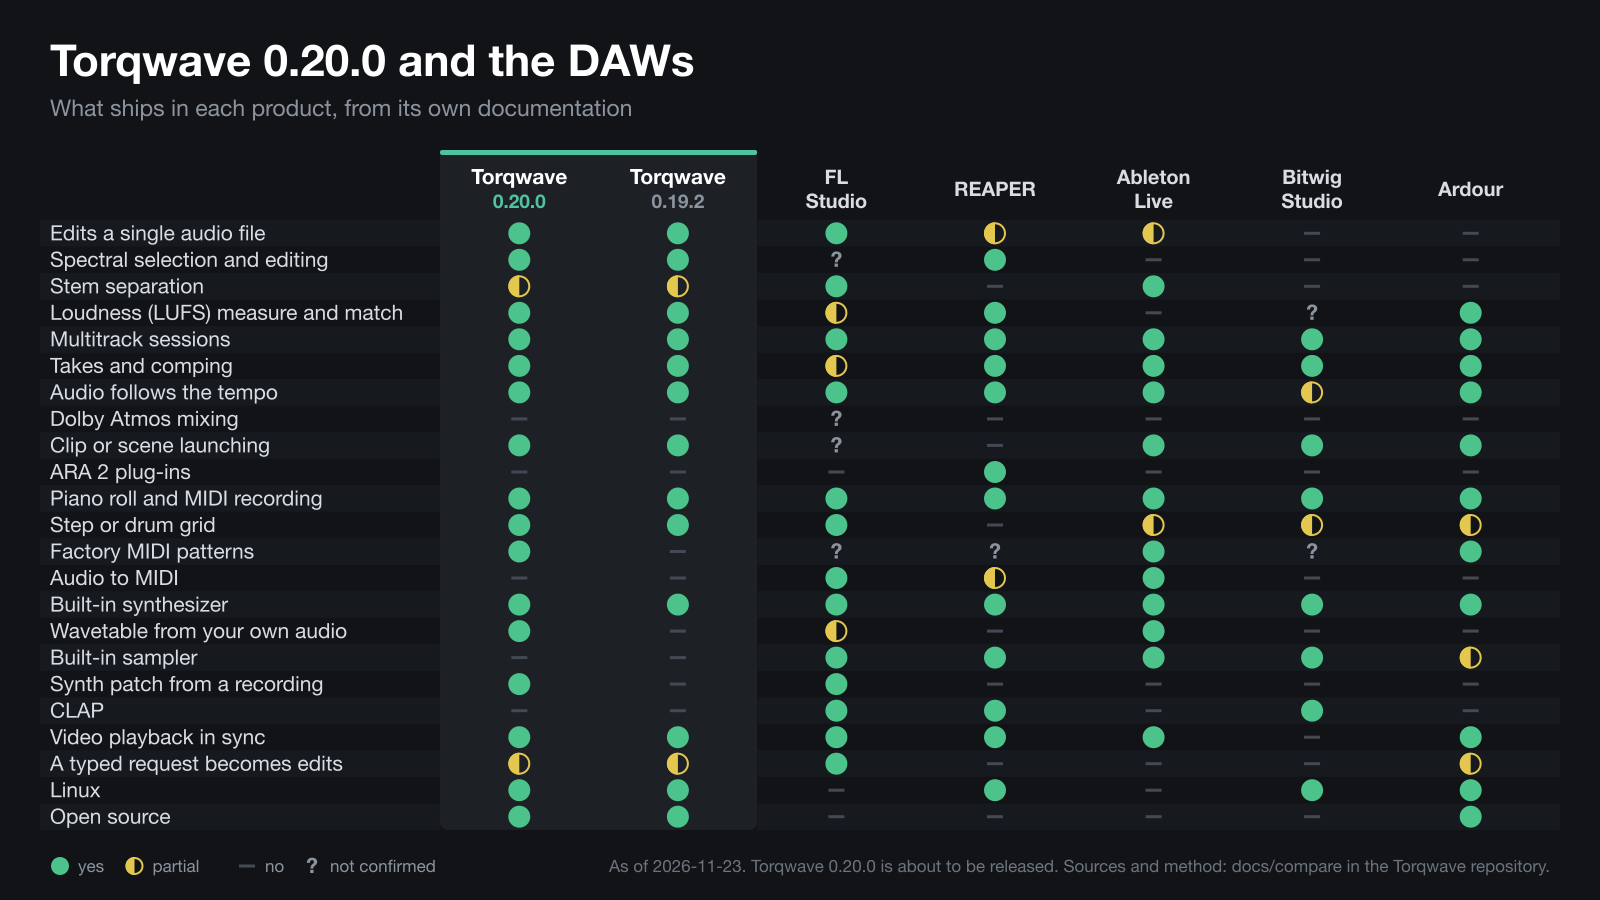 Torqwave 0.20.0 and the DAWs
What ships in each product, from its own documentation
Torqwave 0.20.0
Torqwave 0.19.2
FL Studio
REAPER
Ableton Live
Bitwig Studio
Ardour
Edits a single audio file
Spectral selection and editing ?
Stem separation
Loudness (LUFS) measure and match ?
Multitrack sessions
Takes and comping
Audio follows the tempo
Dolby Atmos mixing ?
Clip or scene launching ?
ARA 2 plug-ins
Piano roll and MIDI recording
Step or drum grid
Factory MIDI patterns ? ? ?
Audio to MIDI
Built-in synthesizer
Wavetable from your own audio
Built-in sampler
Synth patch from a recording
CLAP
Video playback in sync
A typed request becomes edits
Linux
Open source
yes partial — no ? not confirmed
As of 2026-11-23. Torqwave 0.20.0 is about to be released. Sources and method: docs/compare in the Torqwave repository.